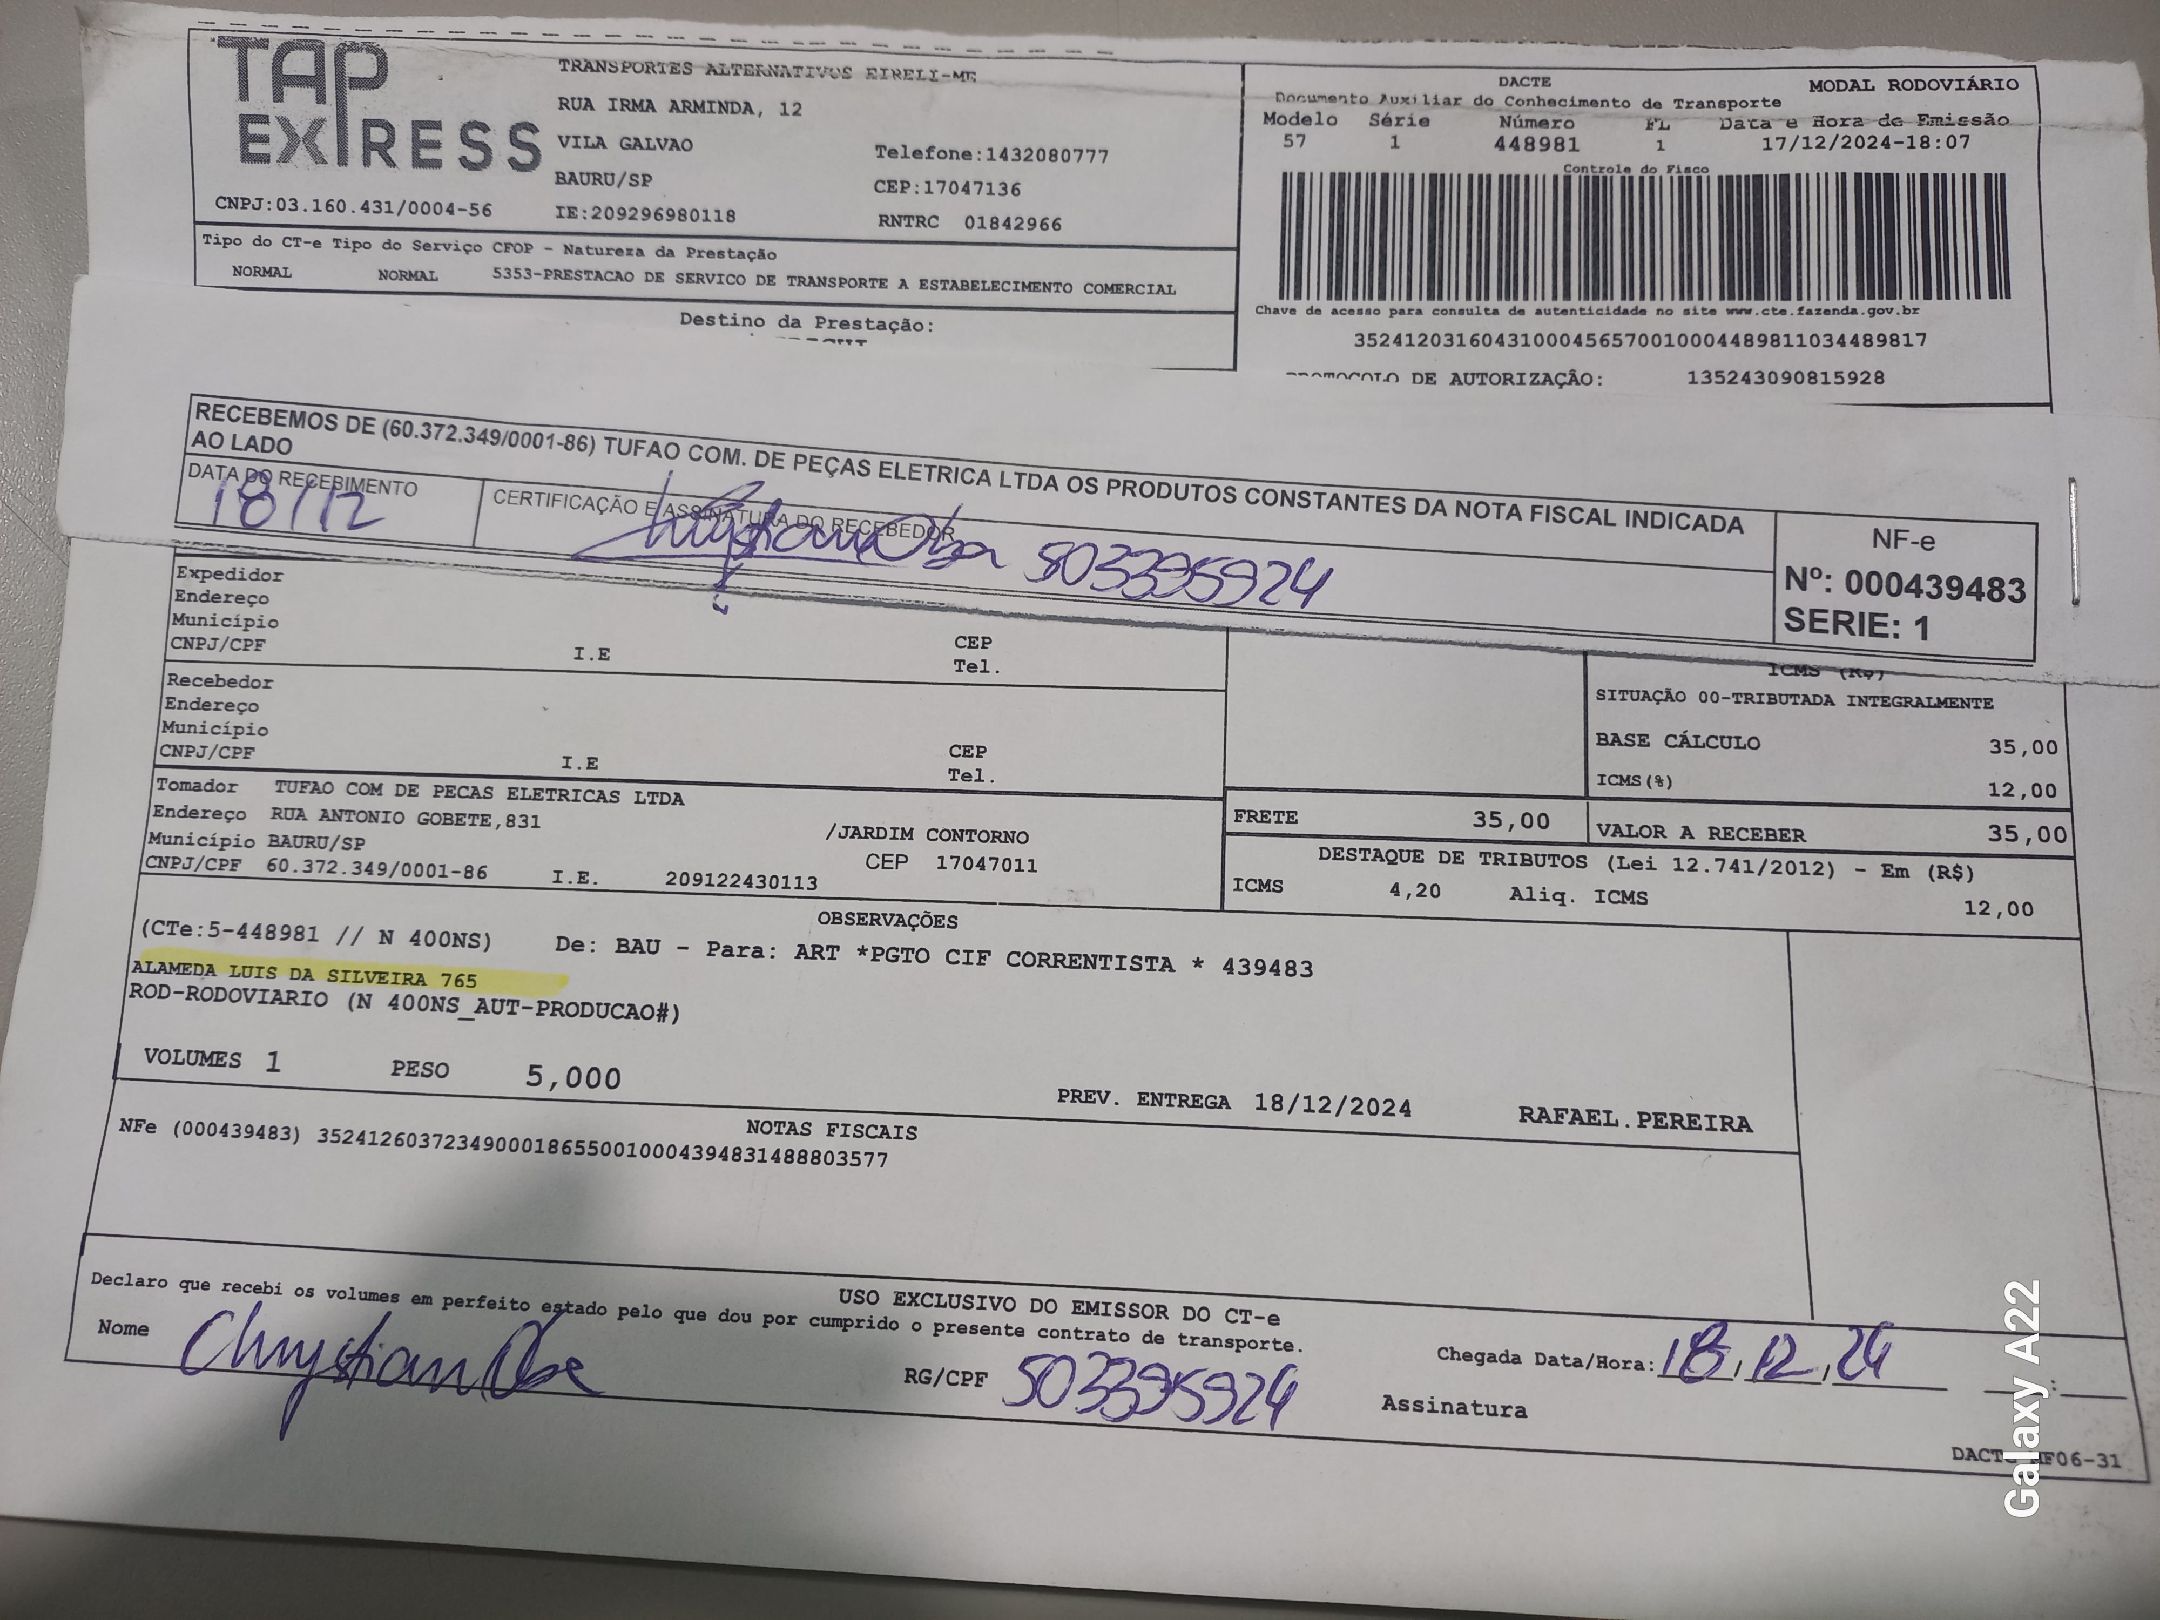 TAP EXPRESS
TRANSPORTES ALTERNATIVOS EIRELI-ME
RUA IRMA ARMINDA, 12
VILA GALVAO
Telefone:1432080777
BAURU/SP
CEP:17047136
CNPJ:03.160.431/0004-56
IE:209296980118
RNTRC 01842966
DACTE
MODAL RODOVIÁRIO
Documento Auxiliar do Conhecimento de Transporte
Modelo Série Número FL Data e Hora de Emissão
57 1 448981 1 17/12/2024-18:07
Controle do Fisco
Chave de acesso para consulta de autenticidade no site www.cte.fazenda.gov.br
35241203160431000456570010004489811034489817
PROTOCOLO DE AUTORIZAÇÃO: 135243090815928
Tipo do CT-e Tipo do Serviço CFOP - Natureza da Prestação
NORMAL NORMAL 5353-PRESTACAO DE SERVICO DE TRANSPORTE A ESTABELECIMENTO COMERCIAL
Destino da Prestação:
RECEBEMOS DE (60.372.349/0001-86) TUFAO COM. DE PEÇAS ELETRICA LTDA OS PRODUTOS CONSTANTES DA NOTA FISCAL INDICADA
AO LADO
DATA DO RECEBIMENTO
18/12
CERTIFICAÇÃO E ASSINATURA DO RECEBEDOR
503395924
NF-e
Nº: 000439483
SERIE: 1
Expedidor
Endereço
Município CEP
CNPJ/CPF I.E Tel.
Recebedor
Endereço
Município CEP
CNPJ/CPF I.E Tel.
ICMS (R$)
SITUAÇÃO 00-TRIBUTADA INTEGRALMENTE
BASE CÁLCULO 35,00
ICMS(%) 12,00
Tomador TUFAO COM DE PECAS ELETRICAS LTDA
Endereço RUA ANTONIO GOBETE,831 /JARDIM CONTORNO
Município BAURU/SP CEP 17047011
CNPJ/CPF 60.372.349/0001-86 I.E. 209122430113
FRETE 35,00 VALOR A RECEBER 35,00
DESTAQUE DE TRIBUTOS (Lei 12.741/2012) - Em (R$)
ICMS 4,20 Aliq. ICMS 12,00
OBSERVAÇÕES
(CTe:5-448981 // N 400NS) De: BAU - Para: ART *PGTO CIF CORRENTISTA * 439483
ALAMEDA LUIS DA SILVEIRA 765
ROD-RODOVIARIO (N 400NS_AUT-PRODUCAO#)
VOLUMES 1 PESO 5,000 PREV. ENTREGA 18/12/2024 RAFAEL.PEREIRA
NOTAS FISCAIS
NFe (000439483) 35241260372349000186550010004394831488803577
USO EXCLUSIVO DO EMISSOR DO CT-e
Declaro que recebi os volumes em perfeito estado pelo que dou por cumprido o presente contrato de transporte.
Nome Chrystian
RG/CPF 503395924
Chegada Data/Hora: 18,12,24 :
Assinatura
F06-31
Galaxy A22